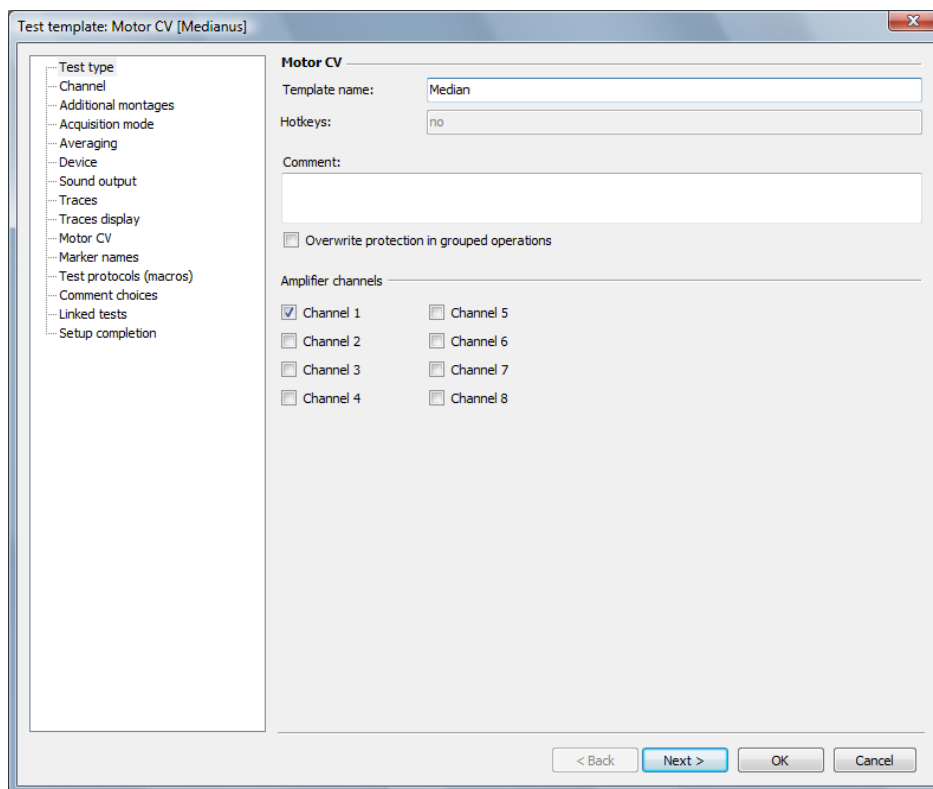 Test template: Motor CV [Medianus]
Test type
Channel
Additional montages
Acquisition mode
Averaging
Device
Sound output
Traces
Traces display
Motor CV
Marker names
Test protocols (macros)
Comment choices
Linked tests
Setup completion
Motor CV
Template name: Median
Hotkeys: no
Comment:
Overwrite protection in grouped operations
Amplifier channels
Channel 1 Channel 5
Channel 2 Channel 6
Channel 3 Channel 7
Channel 4 Channel 8
< Back Next > OK Cancel